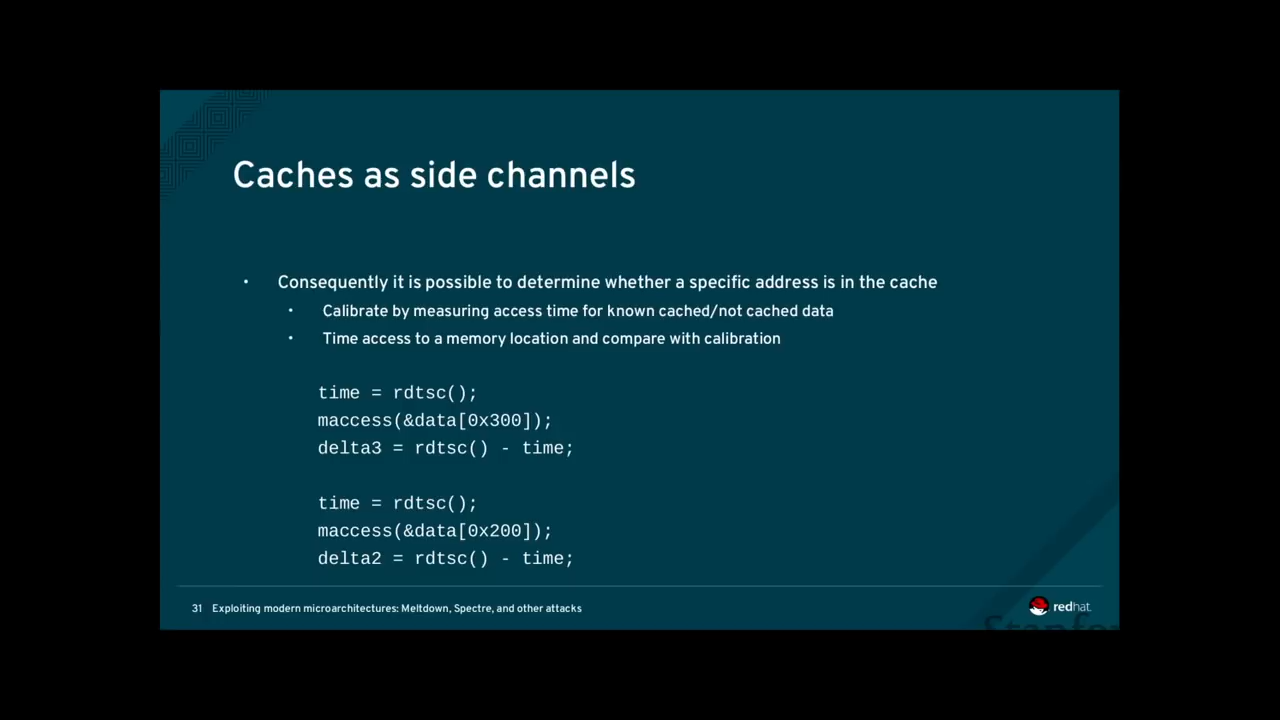 Caches as side channels
• Consequently it is possible to determine whether a specific address is in the cache
• Calibrate by measuring access time for known cached/not cached data
• Time access to a memory location and compare with calibration
time = rdtsc();
maccess(&data[0x300]);
delta3 = rdtsc() - time;
time = rdtsc();
maccess(&data[0x200]);
delta2 = rdtsc() - time;
31 Exploiting modern microarchitectures: Meltdown, Spectre, and other attacks
redhat.